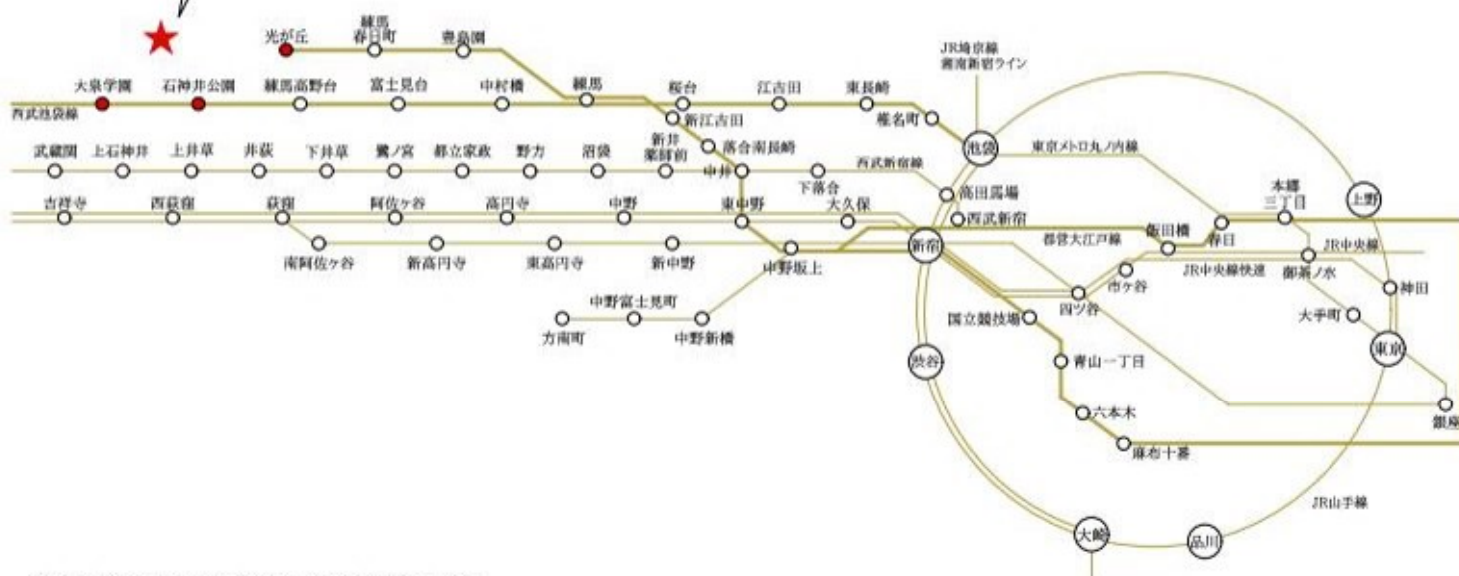 光が丘
練馬
春日町
豊島園
JR埼京線
湘南新宿ライン
大泉学園
石神井公園
練馬高野台
富士見台
中村橋
練馬
桜台
江古田
東長崎
西武池袋線
新江古田
椎名町
池袋
東京メトロ丸ノ内線
武蔵関
上石神井
上井草
井荻
下井草
鷺ノ宮
都立家政
野方
沼袋
新井
薬師前
落合南長崎
中井
下落合
西武新宿線
高田馬場
本郷
三丁目
上野
吉祥寺
西荻窪
荻窪
阿佐ヶ谷
高円寺
中野
東中野
大久保
西武新宿
新宿
都営大江戸線
飯田橋
春日
JR中央線
南阿佐ヶ谷
新高円寺
東高円寺
新中野
中野坂上
市ヶ谷
JR中央線快速
御茶ノ水
神田
方南町
中野富士見町
中野新橋
国立競技場
四ツ谷
大手町
東京
渋谷
青山一丁目
六本木
銀座
麻布十番
JR山手線
大崎
品川